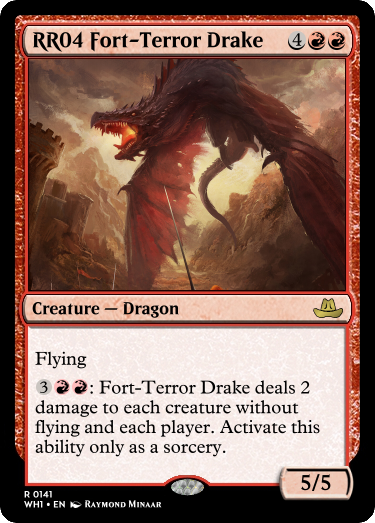 RR04 Fort-Terror Drake 4
Creature — Dragon
Flying
3: Fort-Terror Drake deals 2
damage to each creature without
flying and each player. Activate this
ability only as a sorcery.
5/5
R 0141
WH1 • EN Raymond Minaar